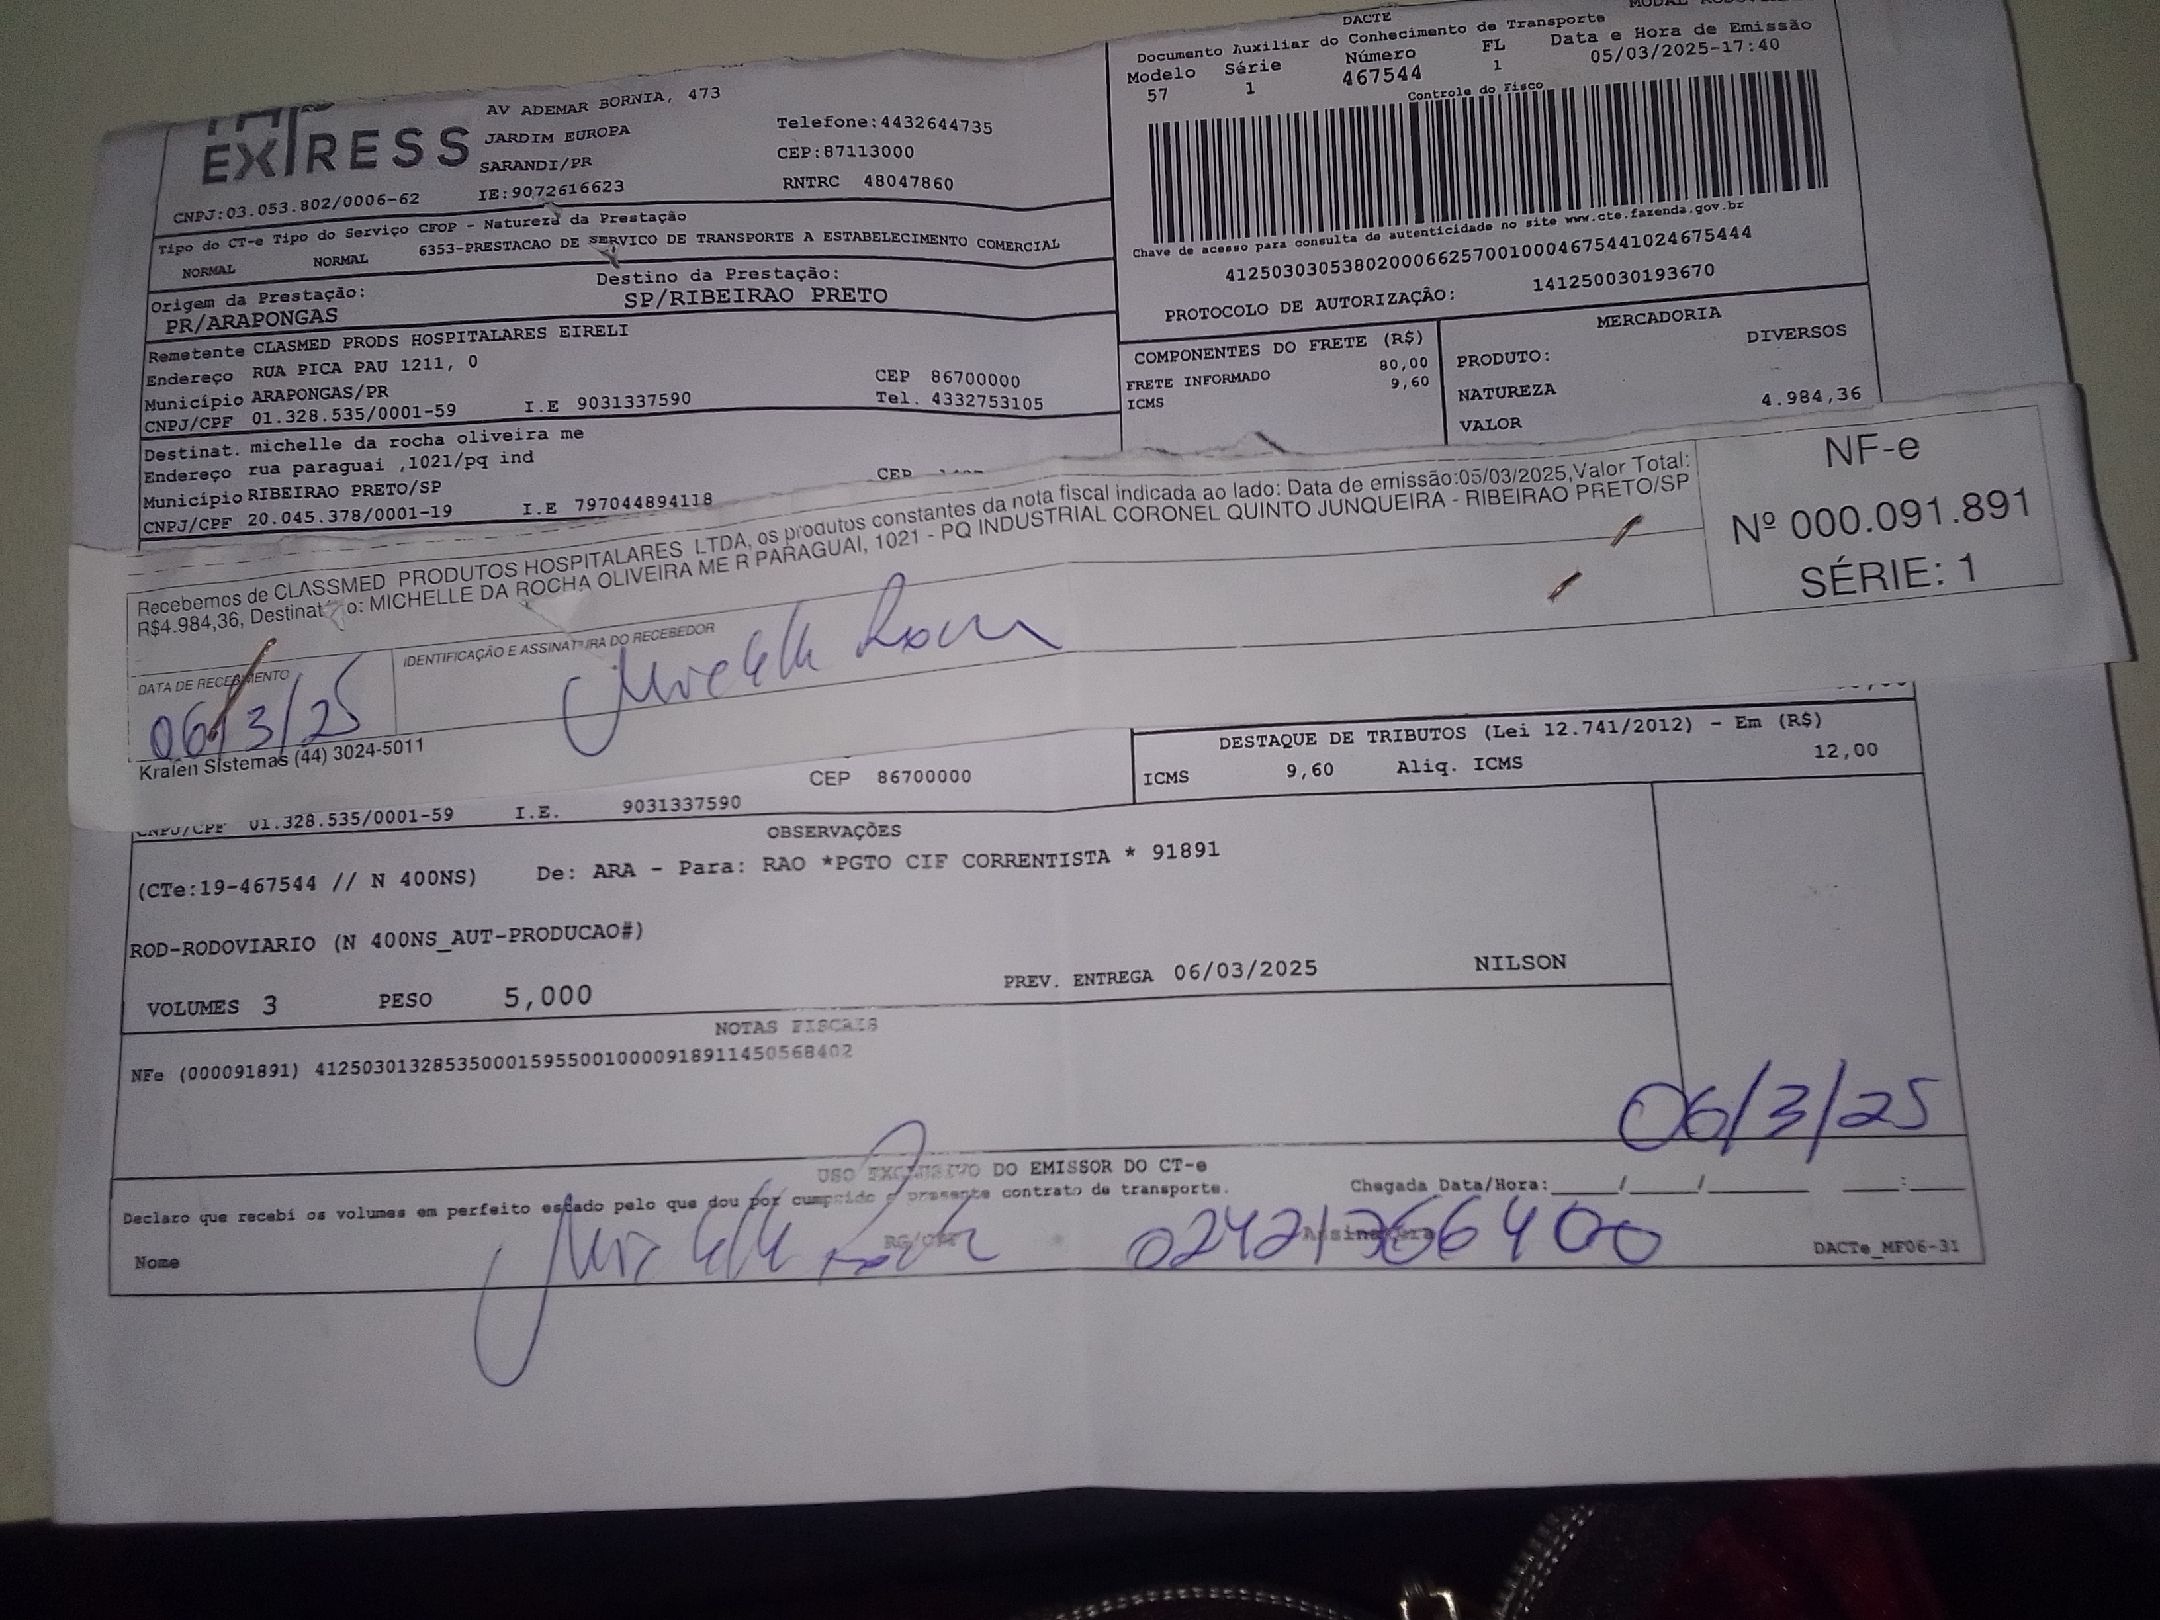 EXPRESS
AV ADEMAR BORNIA, 473
JARDIM EUROPA
SARANDI/PR
Telefone:4432644735
CEP:87113000
CNPJ:03.053.802/0006-62 IE:9072616623 RNTRC 48047860
Tipo do CT-e Tipo do Serviço CFOP - Natureza da Prestação
NORMAL NORMAL 6353-PRESTACAO DE SERVICO DE TRANSPORTE A ESTABELECIMENTO COMERCIAL
Origem da Prestação: Destino da Prestação:
PR/ARAPONGAS SP/RIBEIRAO PRETO
Remetente CLASMED PRODS HOSPITALARES EIRELI
Endereço RUA PICA PAU 1211, 0
Município ARAPONGAS/PR CEP 86700000
CNPJ/CPF 01.328.535/0001-59 I.E 9031337590 Tel. 4332753105
Destinat. michelle da rocha oliveira me
Endereço rua paraguai ,1021/pq ind
Município RIBEIRAO PRETO/SP CEP
CNPJ/CPF 20.045.378/0001-19 I.E 797044894118
DACTE
Documento Auxiliar do Conhecimento de Transporte
Modelo Série Número FL Data e Hora de Emissão
57 1 467544 1 05/03/2025-17:40
Controle do Fisco
Chave de acesso para consulta de autenticidade no site www.cte.fazenda.gov.br
41250303053802000662570010004675441024675444
PROTOCOLO DE AUTORIZAÇÃO: 141250030193670
COMPONENTES DO FRETE (R$)
FRETE INFORMADO 80,00
ICMS 9,60
MERCADORIA
PRODUTO: DIVERSOS
NATUREZA
VALOR 4.984,36
Recebemos de CLASSMED PRODUTOS HOSPITALARES LTDA, os produtos constantes da nota fiscal indicada ao lado: Data de emissão:05/03/2025,Valor Total:
R$4.984,36, MICHELLE DA ROCHA OLIVEIRA ME R PARAGUAI, 1021 - PQ INDUSTRIAL CORONEL QUINTO JUNQUEIRA - RIBEIRAO PRETO/SP
DATA DE RECEBIMENTO IDENTIFICAÇÃO E ASSINATURA DO RECEBEDOR
06/3/25 Michelle Rocha
NF-e
Nº 000.091.891
SÉRIE: 1
Kralen Sistemas (44) 3024-5011
CEP 86700000
CNPJ/CPF 01.328.535/0001-59 I.E. 9031337590
DESTAQUE DE TRIBUTOS (Lei 12.741/2012) - Em (R$)
ICMS 9,60 Aliq. ICMS 12,00
OBSERVAÇÕES
(CTe:19-467544 // N 400NS) De: ARA - Para: RAO *PGTO CIF CORRENTISTA * 91891
ROD-RODOVIARIO (N 400NS_AUT-PRODUCAO#)
VOLUMES 3 PESO 5,000 PREV. ENTREGA 06/03/2025 NILSON
NOTAS FISCAIS
NFe (000091891) 41250301328535000159550010000918911450568402
06/3/25
USO EXCLUSIVO DO EMISSOR DO CT-e
Declaro que recebi os volumes em perfeito estado pelo que dou por cumprido o presente contrato de transporte. Chegada Data/Hora:____/____/______ ___:___
Nome Michelle Rocha RG/CPF Assinatura DACTe_MF06-31